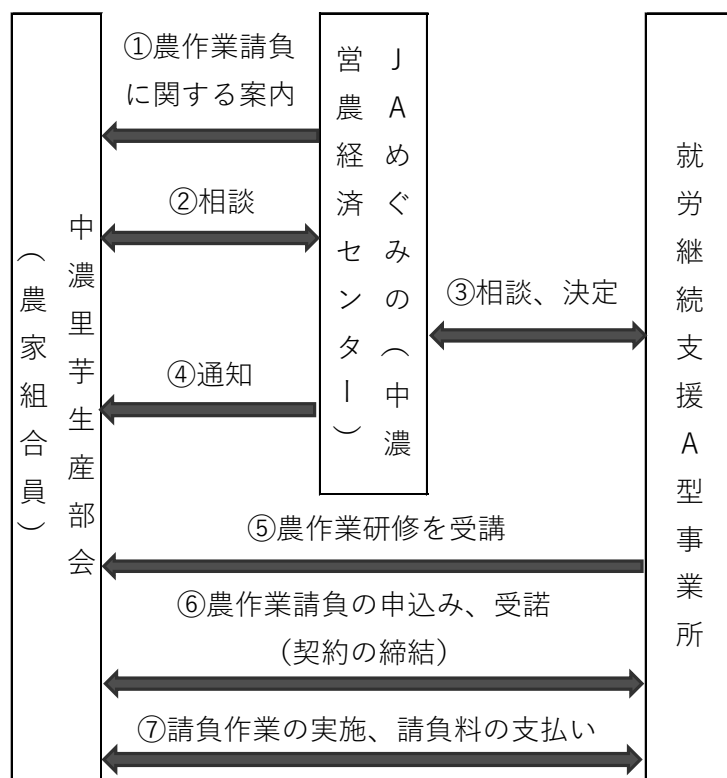 中濃里芋生産部会
（農家組合員）
①農作業請負
に関する案内
ＪＡめぐみの（中濃
営農経済センター）
②相談
③相談、決定
④通知
就労継続支援Ａ型事業所
⑤農作業研修を受講
⑥農作業請負の申込み、受諾
（契約の締結）
⑦請負作業の実施、請負料の支払い